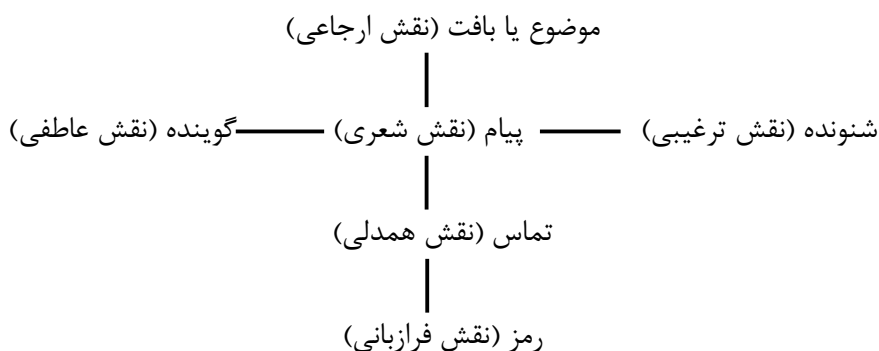 موضوع یا بافت (نقش ارجاعی)
شنونده (نقش ترغیبی) پیام (نقش شعری) گوینده (نقش عاطفی)
تماس (نقش همدلی)
رمز (نقش فرازبانی)